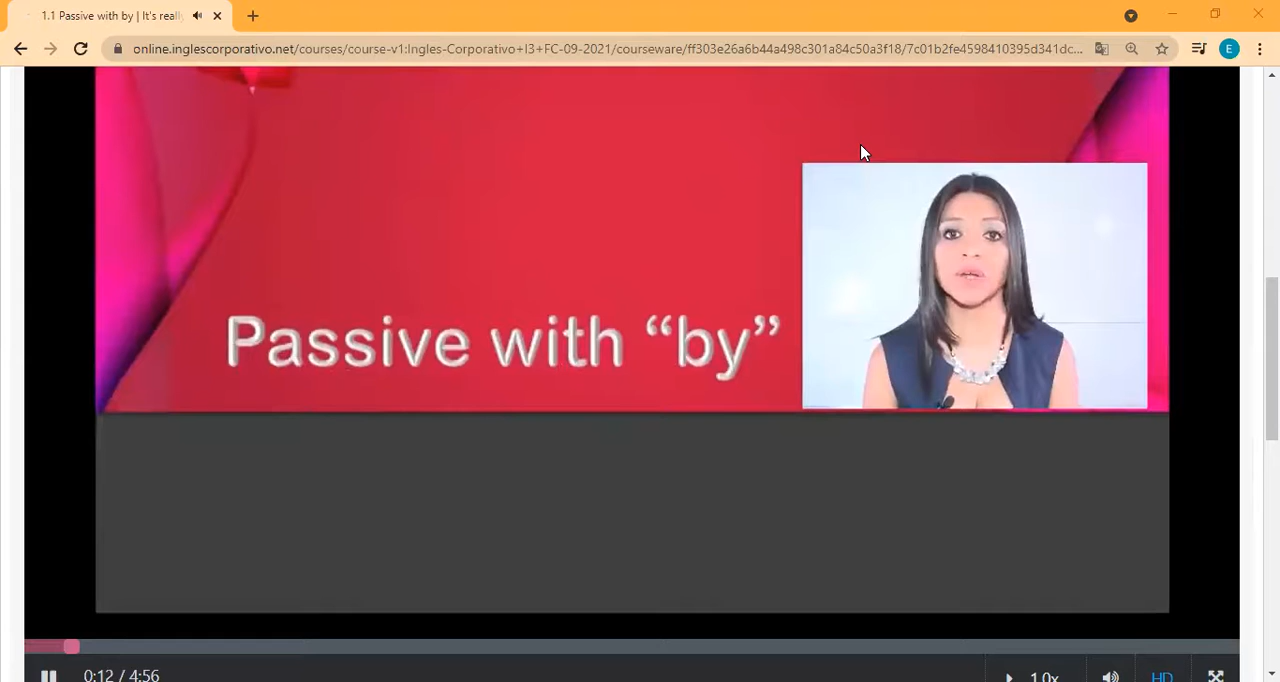 1.1 Passive with by | It's really
online.inglescorporativo.net/courses/course-v1:Ingles-Corporativo+I3+FC-09-2021/courseware/ff303e26a6b44a498c301a84c50a3f18/7c01b2fe4598410395d341dc...
E
Passive with “by”
0:12 / 4:56
1.0x
HD